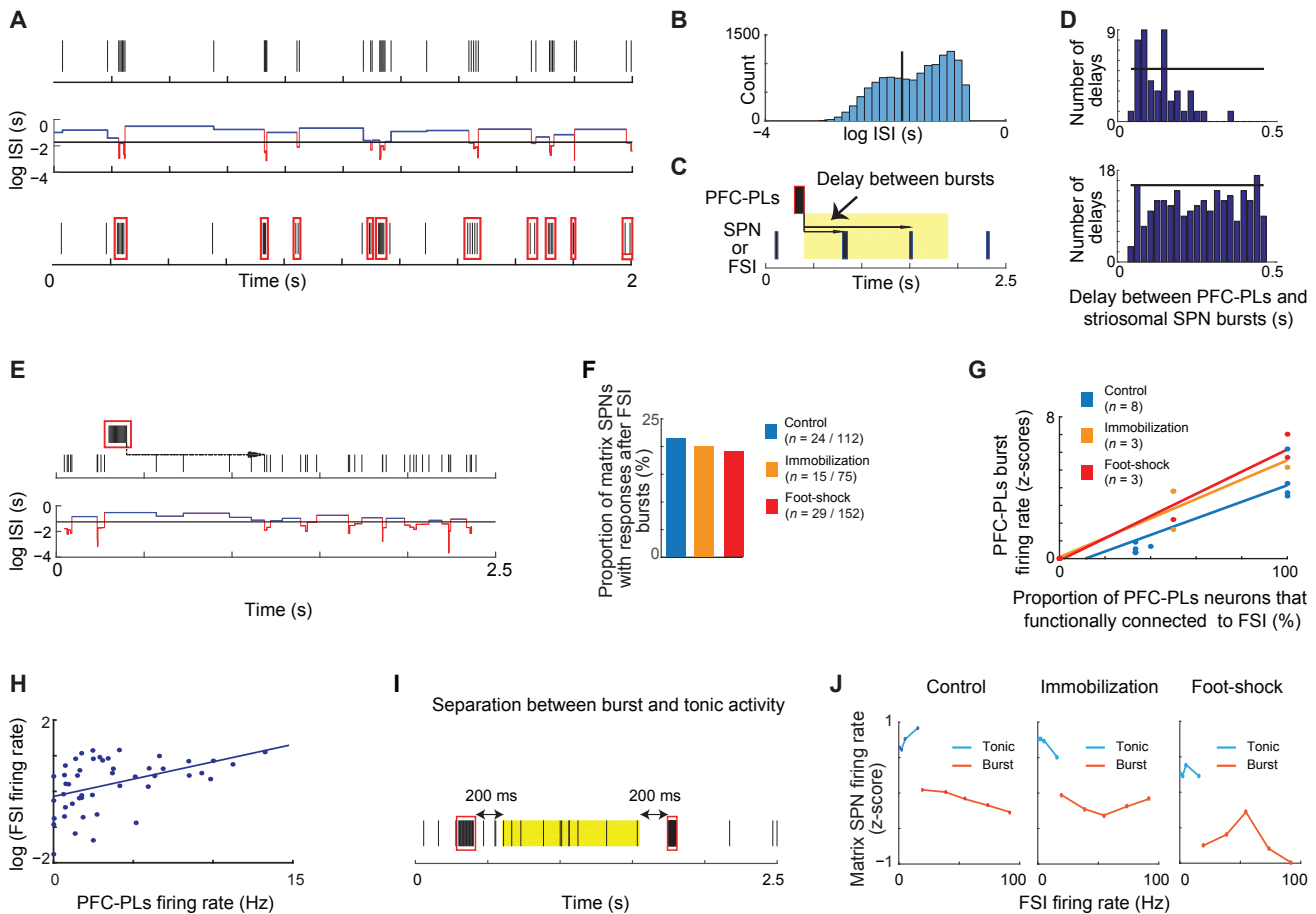 A
log ISI (s)
0
−2
−4
0
Time (s)
2
B
1500
Count
−4
log ISI (s)
0
C
PFC-PLs
Delay between bursts
SPN
or
FSI
0
Time (s)
2.5
D
9
Number of
delays
0
0.5
18
Number of
delays
0
0
0.5
Delay between PFC-PLs and
striosomal SPN bursts (s)
E
log ISI (s)
0
−2
−4
0
2.5
Time (s)
F
Proportion of matrix SPNs
with responses after FSI
bursts (%)
25
0
Control
(n = 24 / 112)
Immobilization
(n = 15 / 75)
Foot-shock
(n = 29 / 152)
G
Control
(n = 8)
Immobilization
(n = 3)
Foot-shock
(n = 3)
PFC-PLs burst
firing rate (z-scores)
8
0
0
100
Proportion of PFC-PLs neurons that
functionally connected to FSI (%)
H
log (FSI firing rate)
2
−2
0
15
PFC-PLs firing rate (Hz)
I
Separation between burst and tonic activity
200 ms
200 ms
0
2.5
Time (s)
J
Control
Immobilization
Foot-shock
Matrix SPN firing rate
(z-score)
1
−1
Tonic
Burst
Tonic
Burst
Tonic
Burst
0
100
0
100
0
100
FSI firing rate (Hz)